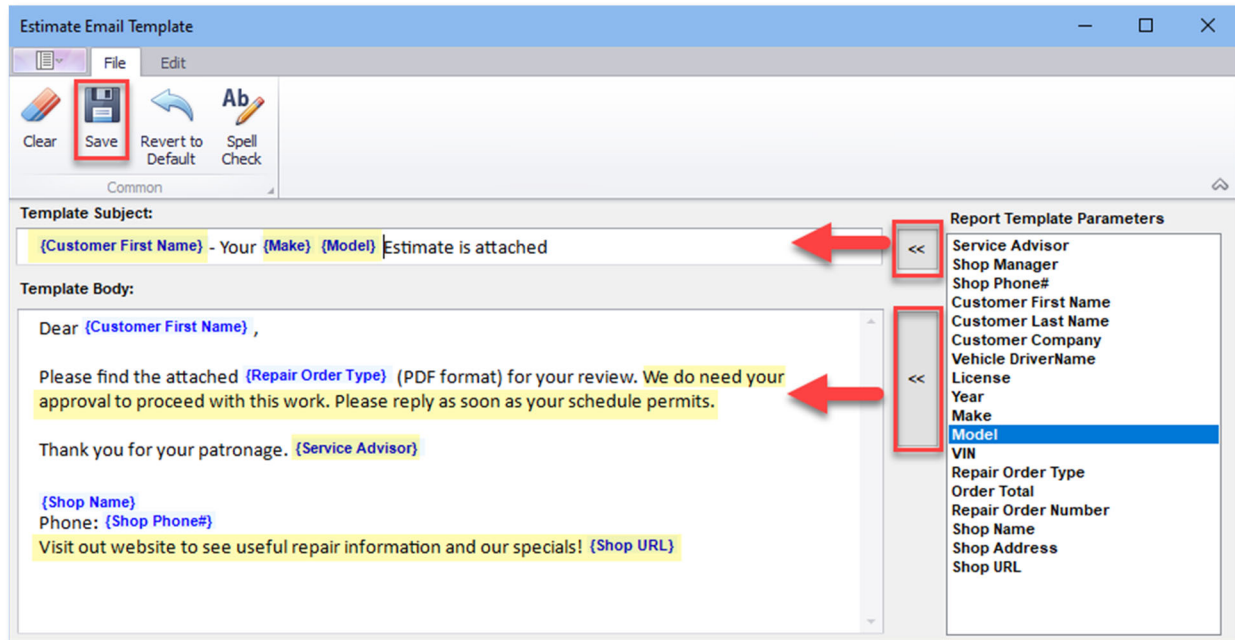 Estimate Email Template
File Edit
Clear Save Revert to Default Ab Spell Check
Common
Template Subject:
{Customer First Name} - Your {Make} {Model} Estimate is attached
<<
Template Body:
Dear {Customer First Name} ,
Please find the attached {Repair Order Type} (PDF format) for your review. We do need your
approval to proceed with this work. Please reply as soon as your schedule permits.
Thank you for your patronage. {Service Advisor}
{Shop Name}
Phone: {Shop Phone#}
Visit out website to see useful repair information and our specials! {Shop URL}
<<
Report Template Parameters
Service Advisor
Shop Manager
Shop Phone#
Customer First Name
Customer Last Name
Customer Company
Vehicle DriverName
License
Year
Make
Model
VIN
Repair Order Type
Order Total
Repair Order Number
Shop Name
Shop Address
Shop URL